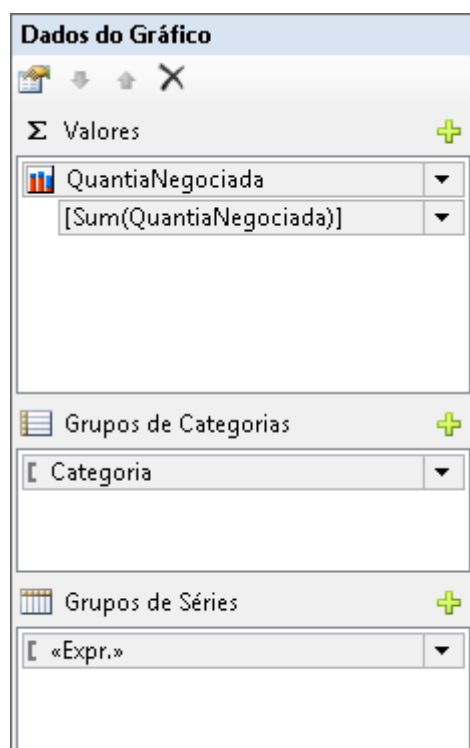 Dados do Gráfico
Σ Valores
QuantiaNegociada
[Sum(QuantiaNegociada)]
Grupos de Categorias
Categoria
Grupos de Séries
«Expr.»